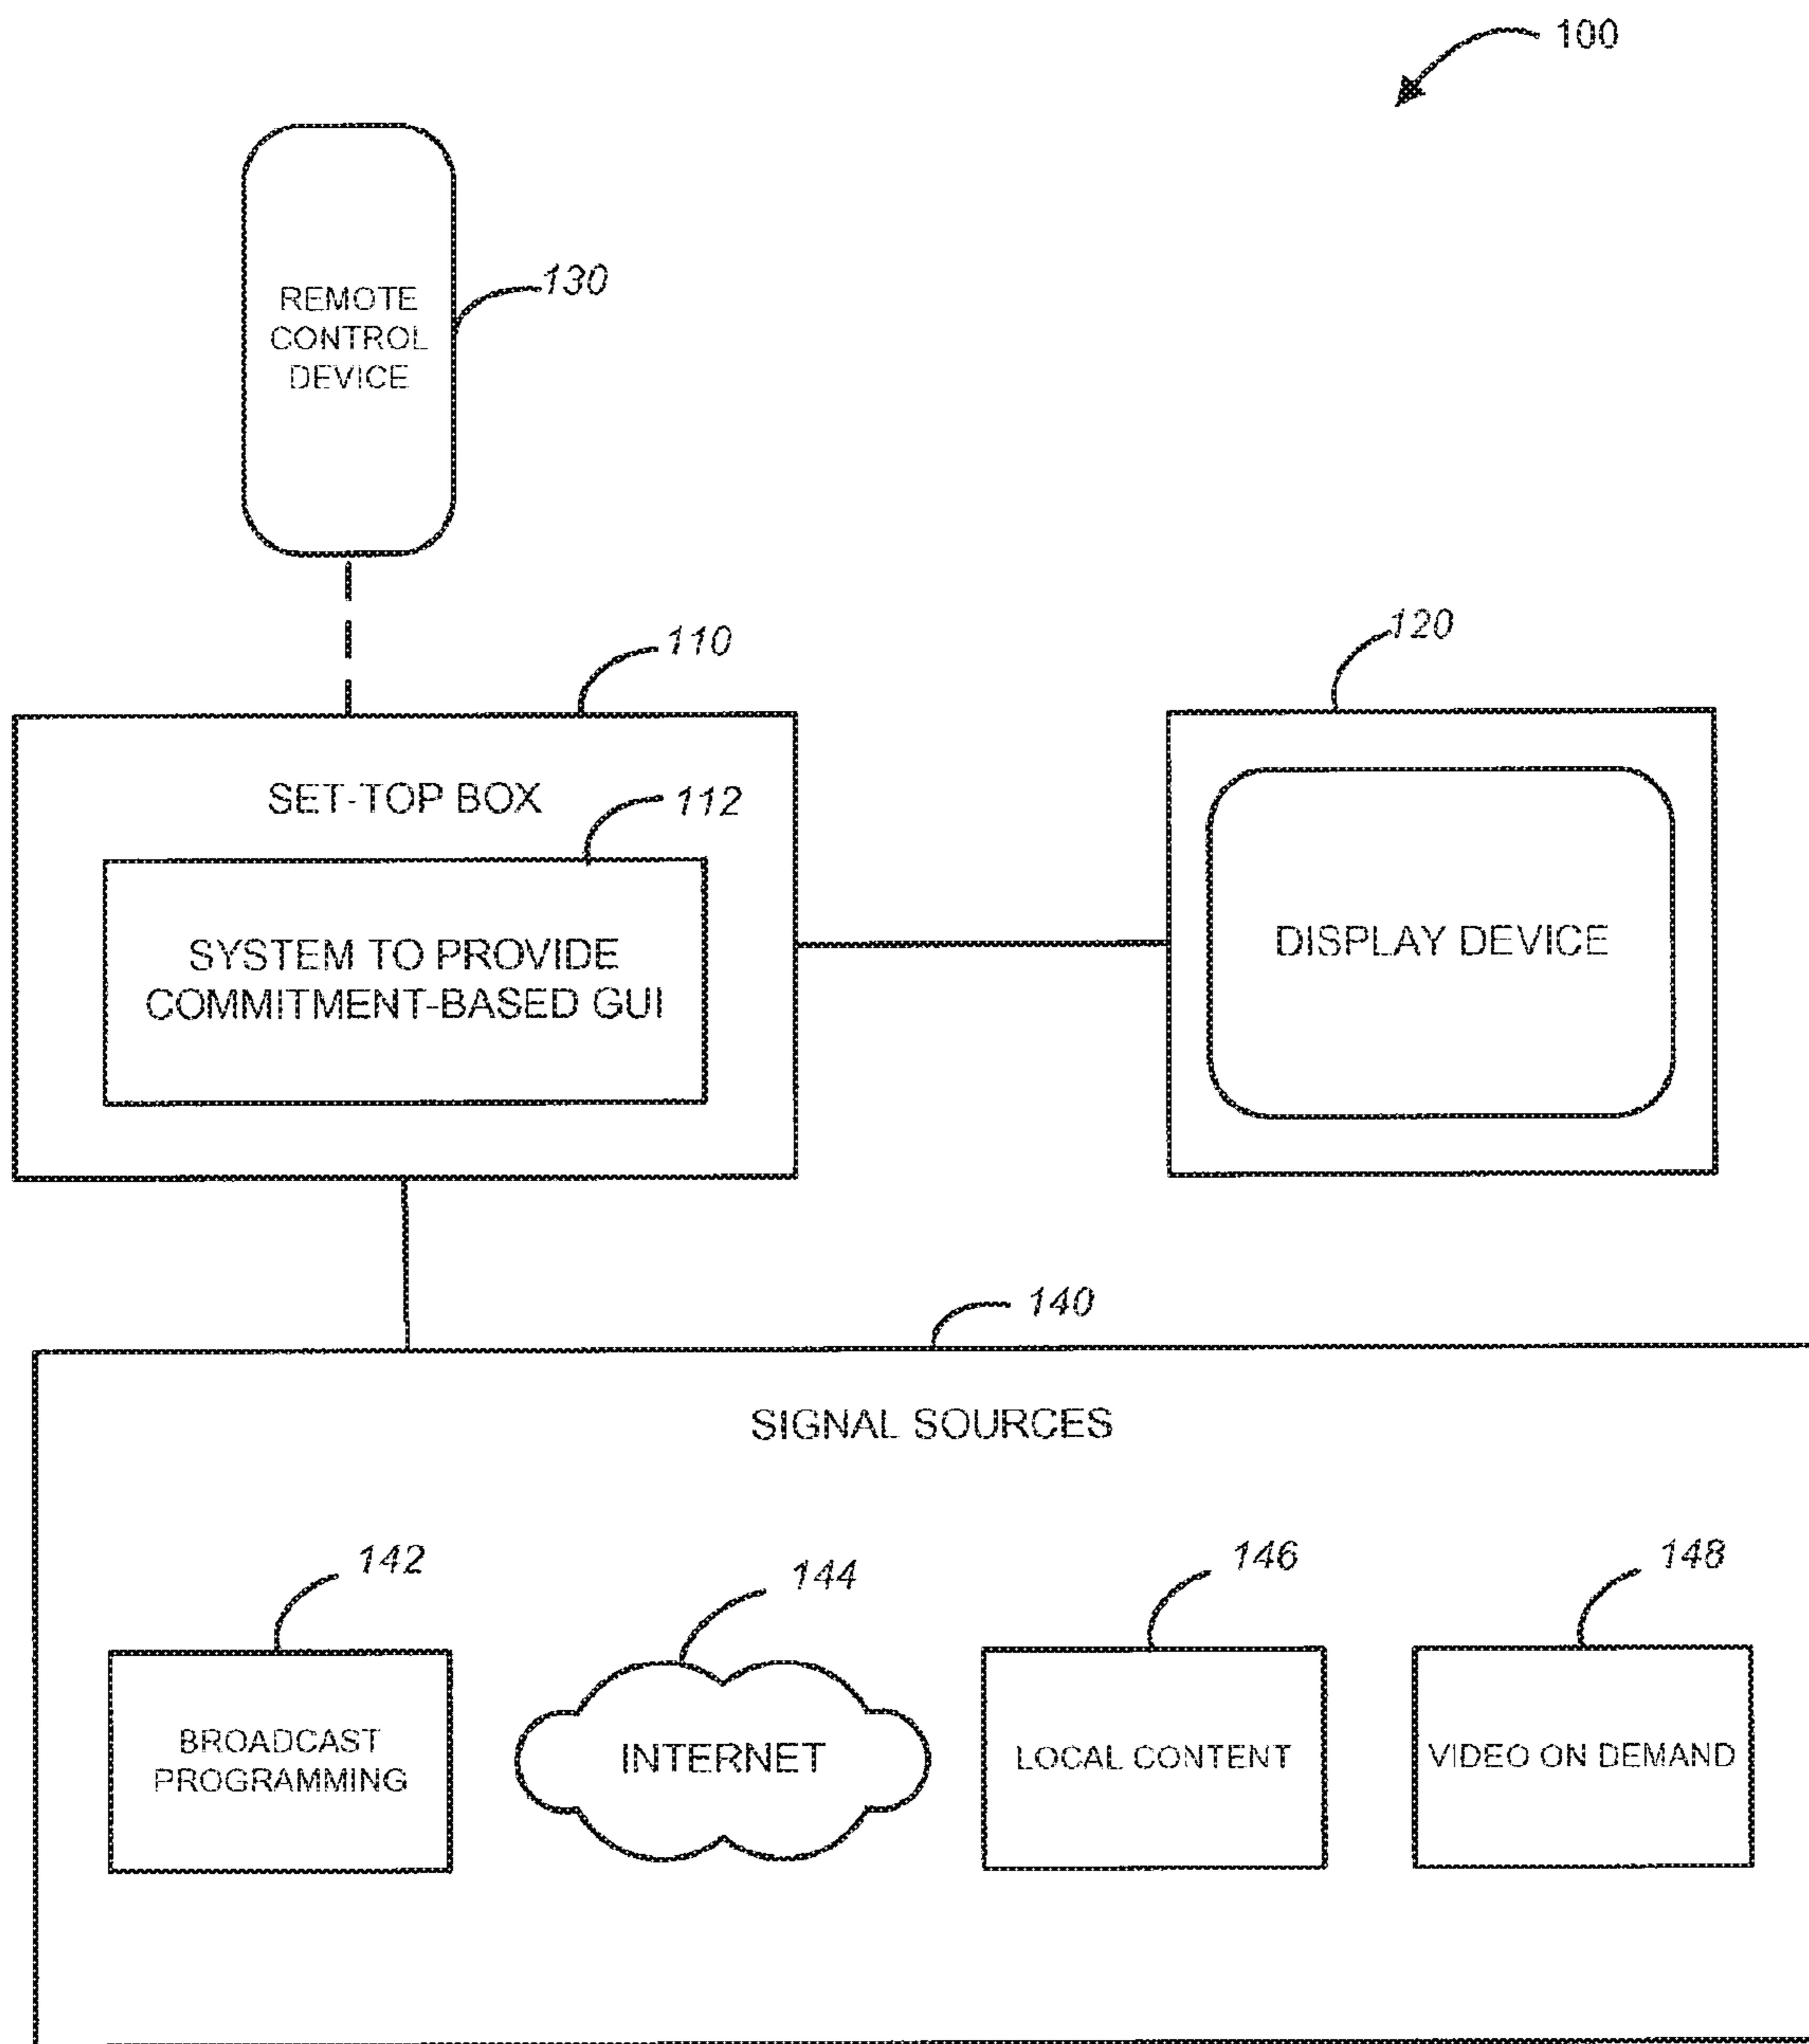 100
130
REMOTE
CONTROL
DEVICE
110
120
SET-TOP BOX
112
SYSTEM TO PROVIDE
COMMITMENT-BASED GUI
DISPLAY DEVICE
140
SIGNAL SOURCES
142
144
146
148
BROADCAST
PROGRAMMING
INTERNET
LOCAL CONTENT
VIDEO ON DEMAND